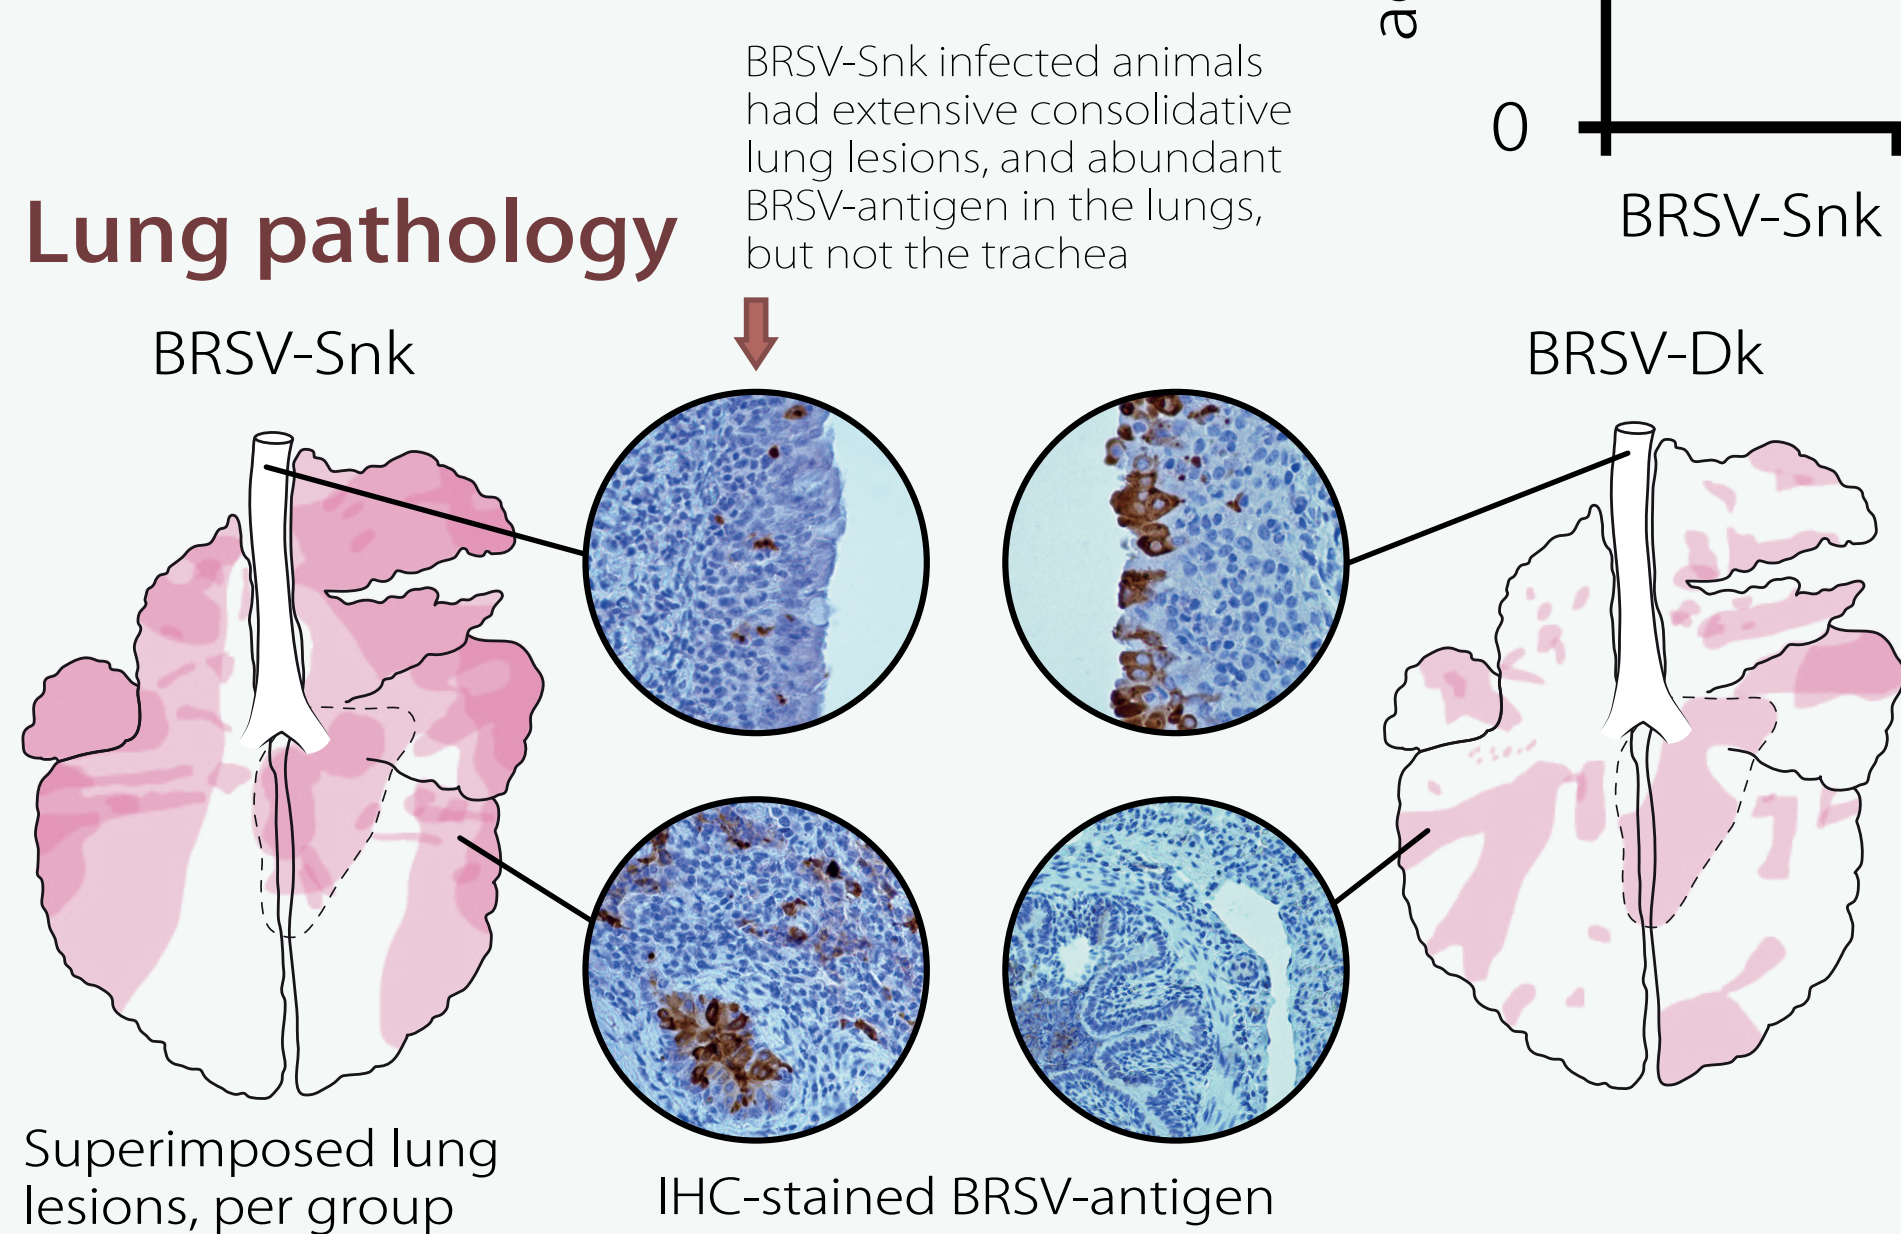 BRSV-Snk infected animals
had extensive consolidative
lung lesions, and abundant
BRSV-antigen in the lungs,
but not the trachea
0
BRSV-Snk
Lung pathology
BRSV-Snk
BRSV-Dk
Superimposed lung
lesions, per group
IHC-stained BRSV-antigen